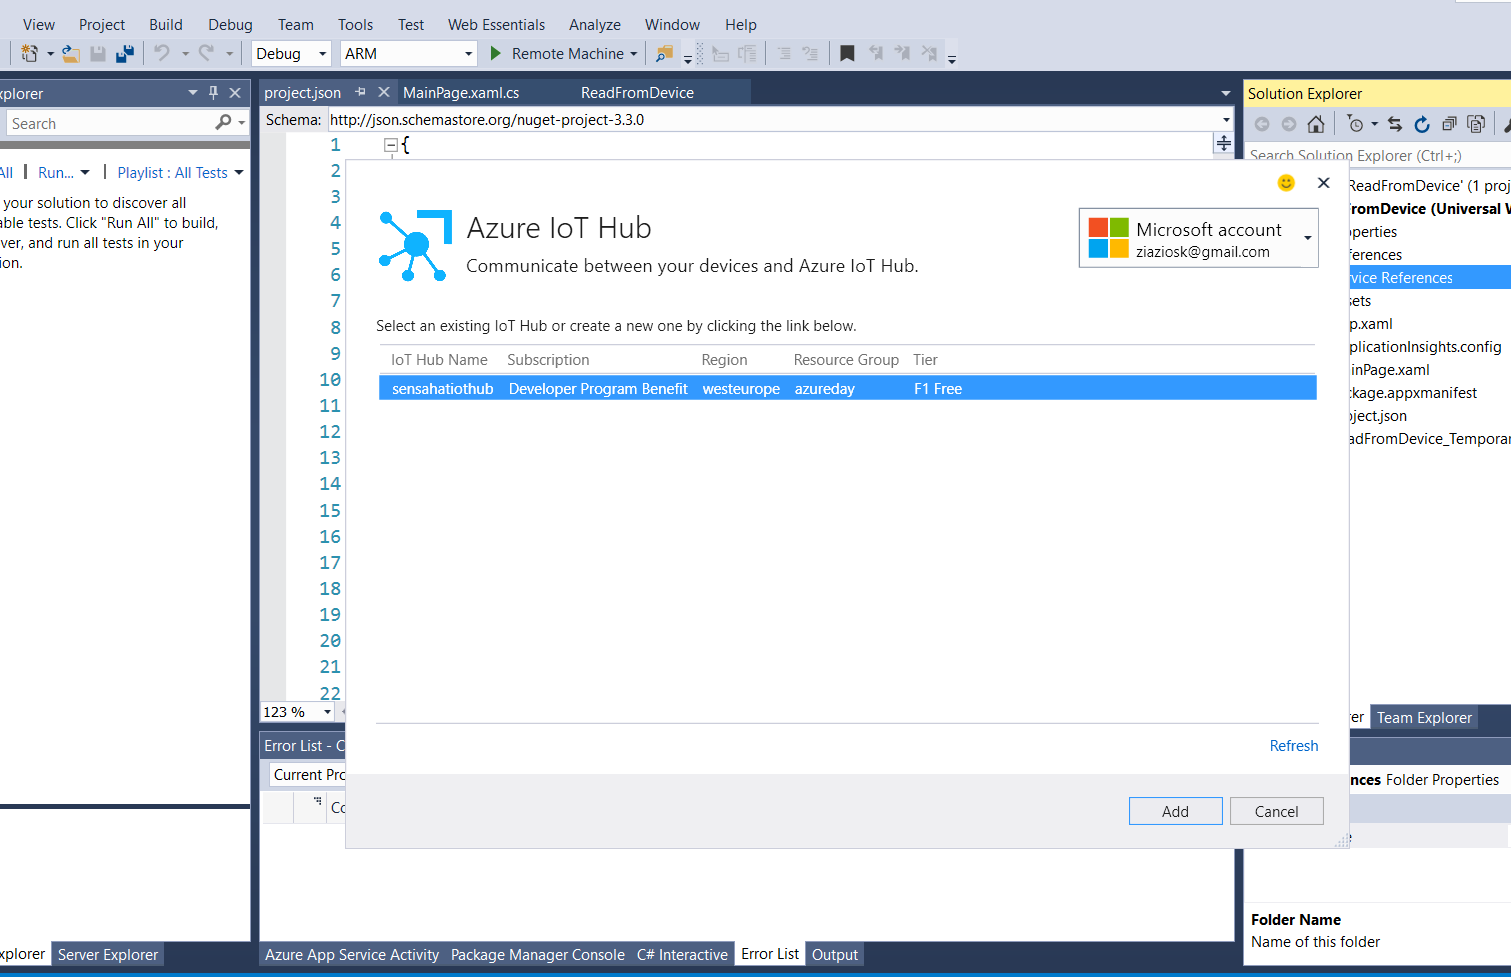 View Project Build Debug Team Tools Test Web Essentials Analyze Window Help
Debug ARM Remote Machine
xplorer
Search
All Run... Playlist : All Tests
your solution to discover all
able tests. Click "Run All" to build,
ver, and run all tests in your
ion.
project.json MainPage.xaml.cs ReadFromDevice
Schema: http://json.schemastore.org/nuget-project-3.3.0
1 {
2
3
4
5
6
7
8
9
10
11
12
13
14
15
16
17
18
19
20
21
22
123 %
Azure IoT Hub
Communicate between your devices and Azure IoT Hub.
Microsoft account
ziaziosk@gmail.com
Select an existing IoT Hub or create a new one by clicking the link below.
IoT Hub Name Subscription Region Resource Group Tier
sensahatiothub Developer Program Benefit westeurope azureday F1 Free
Refresh
Add Cancel
Solution Explorer
Search Solution Explorer (Ctrl+;)
ReadFromDevice' (1 proj
FromDevice (Universal W
perties
ferences
vice References
sets
p.xaml
plicationInsights.config
inPage.xaml
ckage.appxmanifest
ject.json
adFromDevice_Temporar
er Team Explorer
nces Folder Properties
Folder Name
Name of this folder
Error List - C
Current Pro
Co
xplorer Server Explorer
Azure App Service Activity Package Manager Console C# Interactive Error List Output